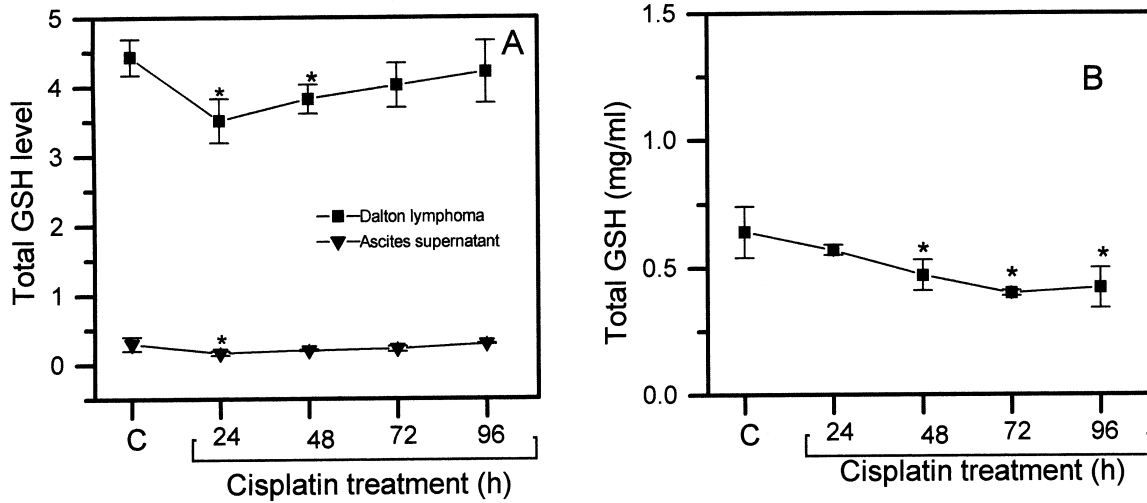 A
Total GSH level
5
4
3
2
1
0
*
*
*
Dalton lymphoma
Ascites supernatant
C
24
48
72
96
Cisplatin treatment (h)
B
Total GSH (mg/ml)
1.5
1.0
0.5
0.0
*
*
*
C
24
48
72
96
Cisplatin treatment (h)